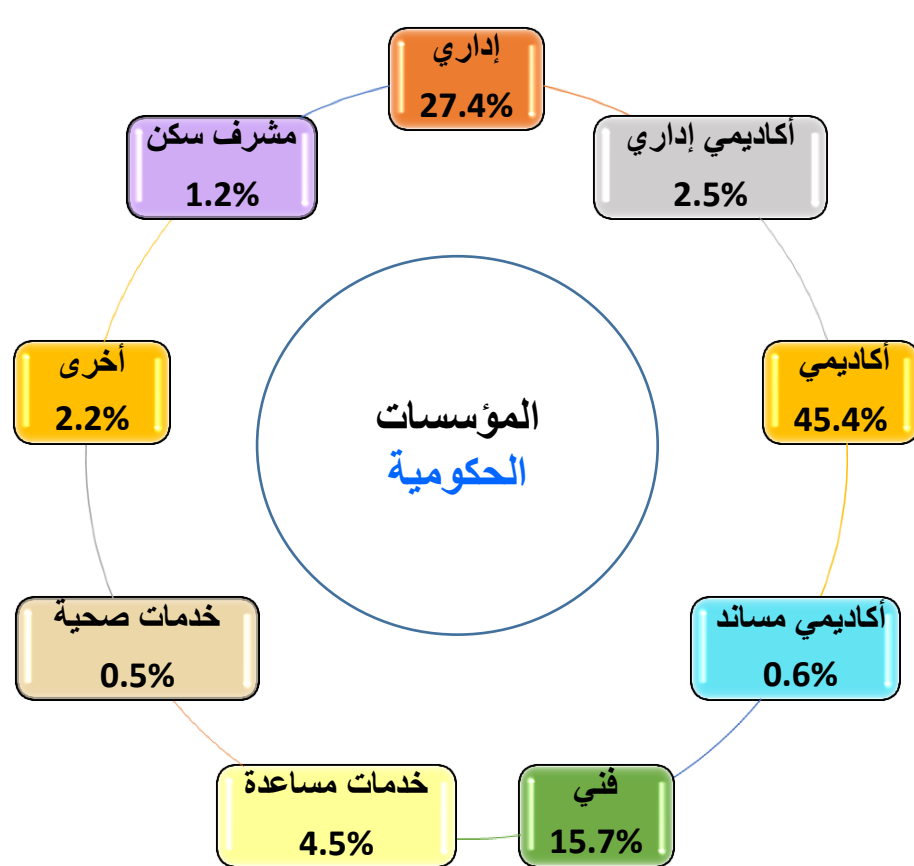 إداري
27.4%
أكاديمي إداري
2.5%
أكاديمي
45.4%
أكاديمي مساند
0.6%
فني
15.7%
خدمات مساعدة
4.5%
خدمات صحية
0.5%
أخرى
2.2%
مشرف سكن
1.2%
المؤسسات
الحكومية